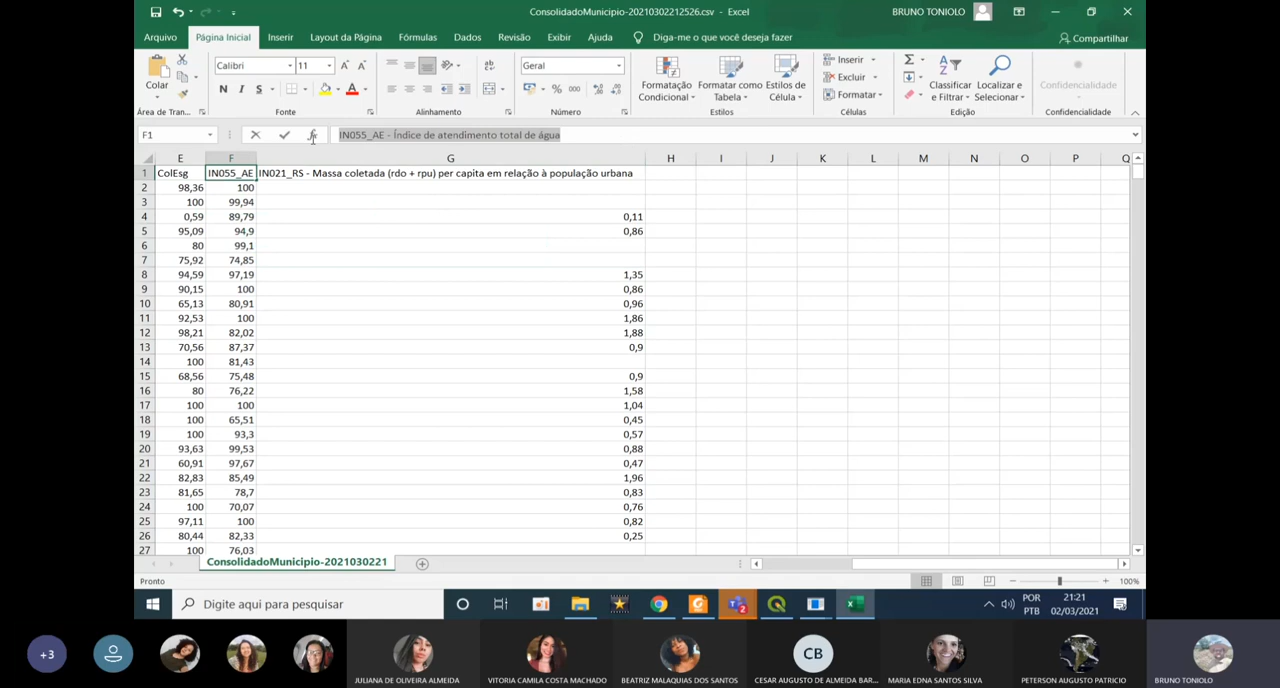 ConsolidadoMunicipio-20210302212526.csv - Excel
BRUNO TONIOLO
Arquivo Página Inicial Inserir Layout da Página Fórmulas Dados Revisão Exibir Ajuda Diga-me o que você deseja fazer Compartilhar
Colar
Área de Tran...
Calibri 11
N I S
Fonte
Alinhamento
Geral
% 000
Número
Formatação Condicional
Formatar como Tabela
Estilos de Célula
Estilos
Inserir
Excluir
Formatar
Células
Classificar e Filtrar
Localizar e Selecionar
Edição
Confidencialidade
Confidencialidade
F1 fx IN055_AE - Índice de atendimento total de água
E F G H I J K L M N O P Q
1 ColEsg IN055_AE IN021_RS - Massa coletada (rdo + rpu) per capita em relação à população urbana
2 98,36 100
3 100 99,94
4 0,59 89,79 0,11
5 95,09 94,9 0,86
6 80 99,1
7 75,92 74,85
8 94,59 97,19 1,35
9 90,15 100 0,86
10 65,13 80,91 0,96
11 92,53 100 1,86
12 98,21 82,02 1,88
13 70,56 87,37 0,9
14 100 81,43
15 68,56 75,48 0,9
16 80 76,22 1,58
17 100 100 1,04
18 100 65,51 0,45
19 100 93,3 0,57
20 93,63 99,53 0,88
21 60,91 97,67 0,47
22 82,83 85,49 1,96
23 81,65 78,7 0,83
24 100 70,07 0,76
25 97,11 100 0,82
26 80,44 82,33 0,25
27 100 76,03
ConsolidadoMunicipio-2021030221
Pronto
100%
Digite aqui para pesquisar
POR 21:21
PTB 02/03/2021
+3
JULIANA DE OLIVEIRA ALMEIDA
VITORIA CAMILA COSTA MACHADO
BEATRIZ MALAQUIAS DOS SANTOS
CB
CESAR AUGUSTO DE ALMEIDA BAR...
MARIA EDNA SANTOS SILVA
PETERSON AUGUSTO PATRICIO
BRUNO TONIOLO